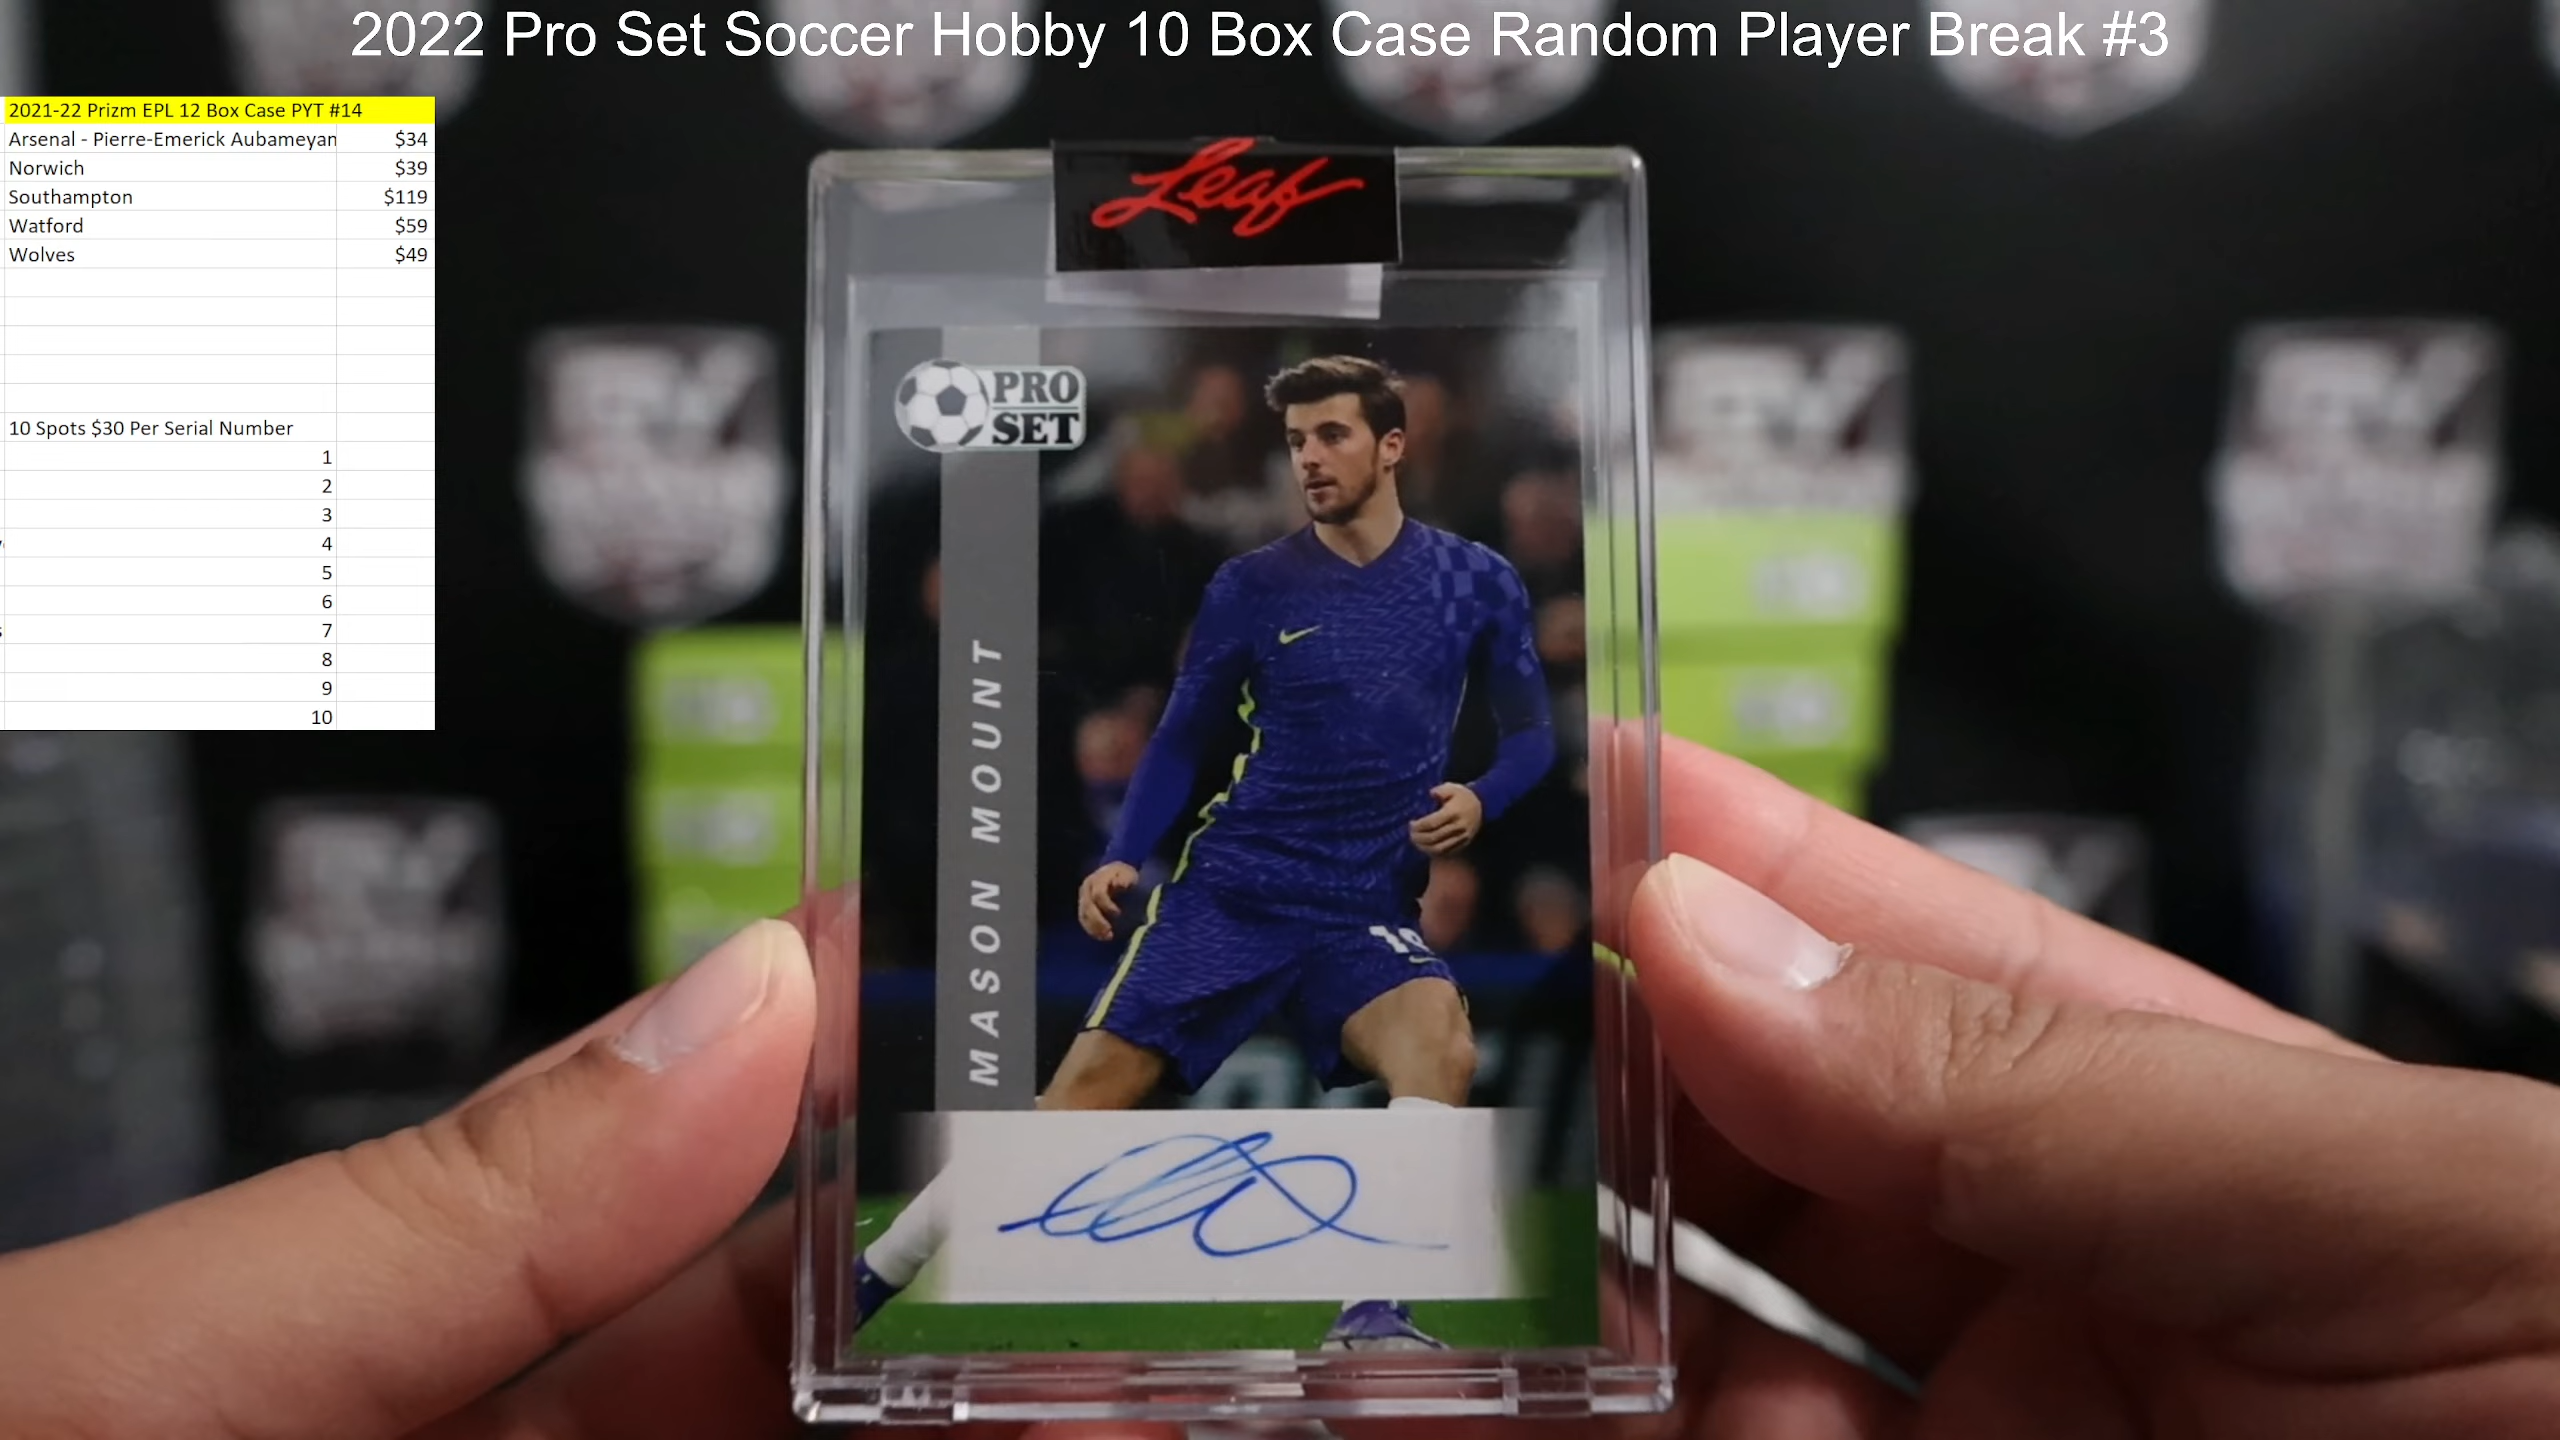 2022 Pro Set Soccer Hobby 10 Box Case Random Player Break #3
2021-22 Prizm EPL 12 Box Case PYT #14
Arsenal - Pierre-Emerick Aubameyan $34
Norwich $39
Southampton $119
Watford $59
Wolves $49
10 Spots $30 Per Serial Number
1
2
3
4
5
6
7
8
9
10
Leaf
PRO
SET
MASON MOUNT